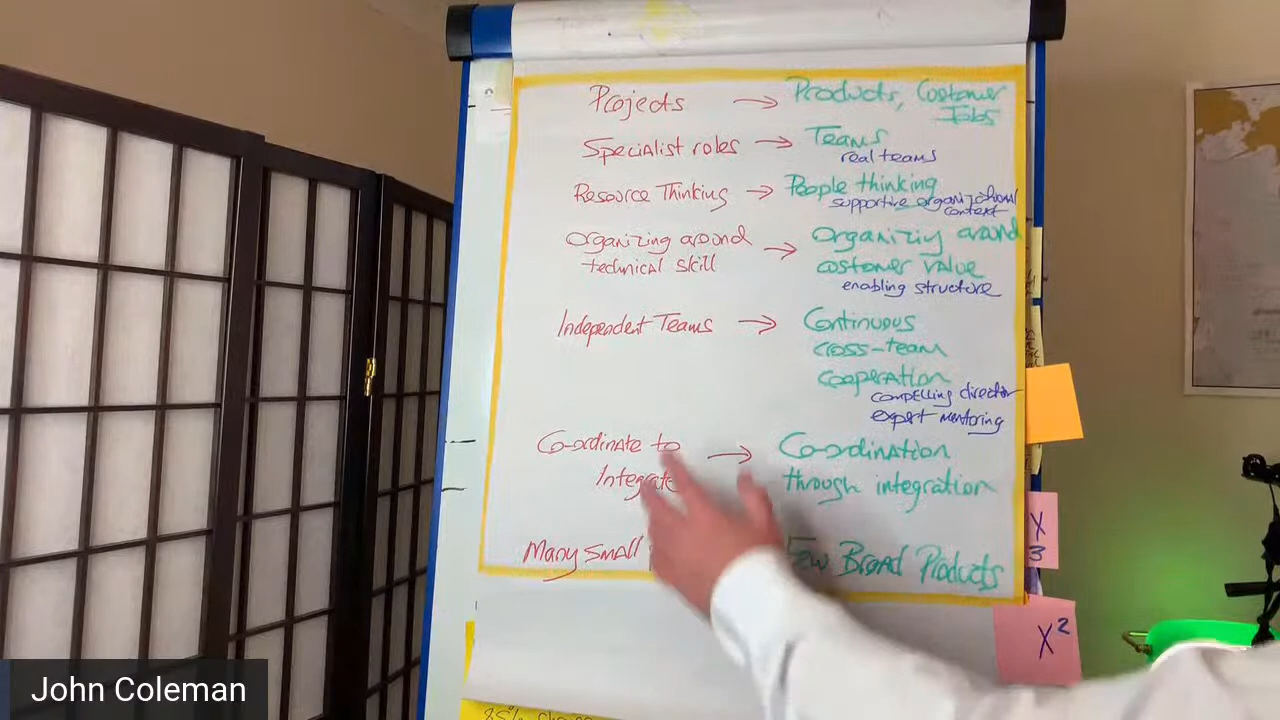 Projects → Products, Customer Jobs
Specialist roles → Teams
real teams
Resource Thinking → People thinking
supportive organizational context
Organizing around technical skill → Organizing around customer value
enabling structure
Independent Teams → Continuous cross-team cooperation
compelling director
expert mentoring
Co-ordinate to Integrate → Co-ordination through integration
Many small
Few Broad Products
X
3
X²
85%
John Coleman